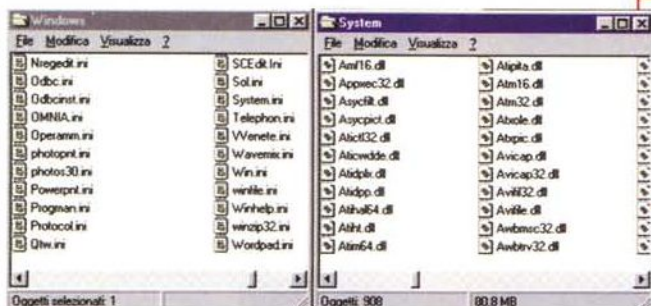 Windows
File Modifica Visualizza ?
Nregedit.ini
Odbc.ini
Odbcinst.ini
OMNIA.ini
Operamm.ini
photopnt.ini
photos30.ini
Powerpnt.ini
Progman.ini
Protocol.ini
Qtw.ini
SCEdit.Ini
Sol.ini
System.ini
Telephon.ini
VVenete.ini
Wavemix.ini
Win.ini
winfile.ini
Winhelp.ini
winzip32.ini
Wordpad.ini
Oggetti selezionati: 1
System
File Modifica Visualizza ?
Amf16.dll
Appwec32.dll
Asycfilt.dll
Asycpict.dll
Atictl32.dll
Aticwdde.dll
Atidplx.dll
Atidpp.dll
Atihal64.dll
Atiht.dll
Atim64.dll
Atipita.dll
Atm16.dll
Atm32.dll
Atxole.dll
Atxpic.dll
Avicap.dll
Avicap32.dll
Avifil32.dll
Avifile.dll
Awbmsc32.dll
Awbtrv32.dll
Oggetti: 908
80.8 MB